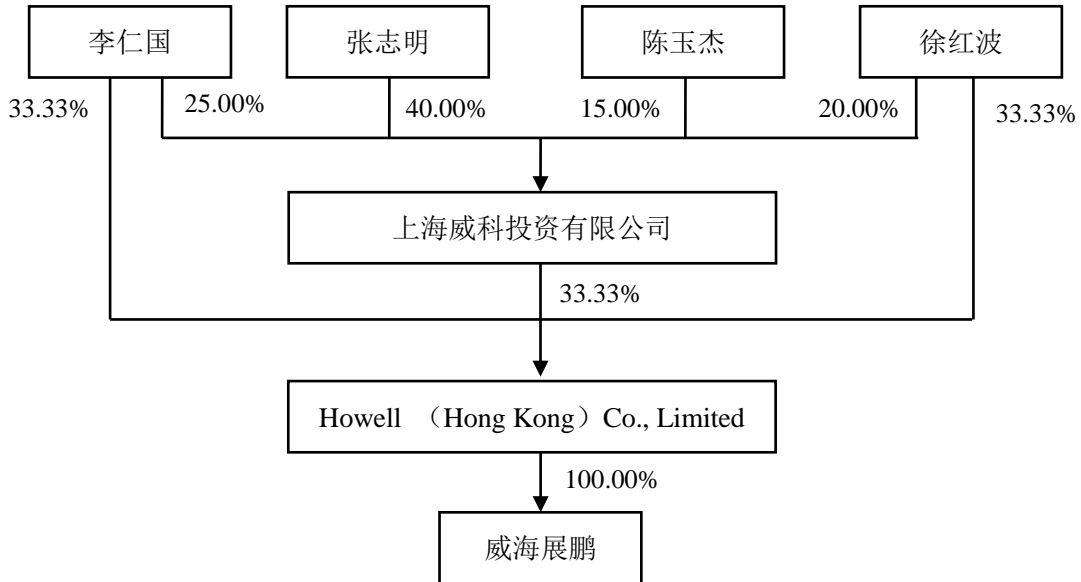 李仁国
张志明
陈玉杰
徐红波
33.33%
25.00%
40.00%
15.00%
20.00%
33.33%
上海威科投资有限公司
33.33%
Howell （Hong Kong）Co., Limited
100.00%
威海展鹏